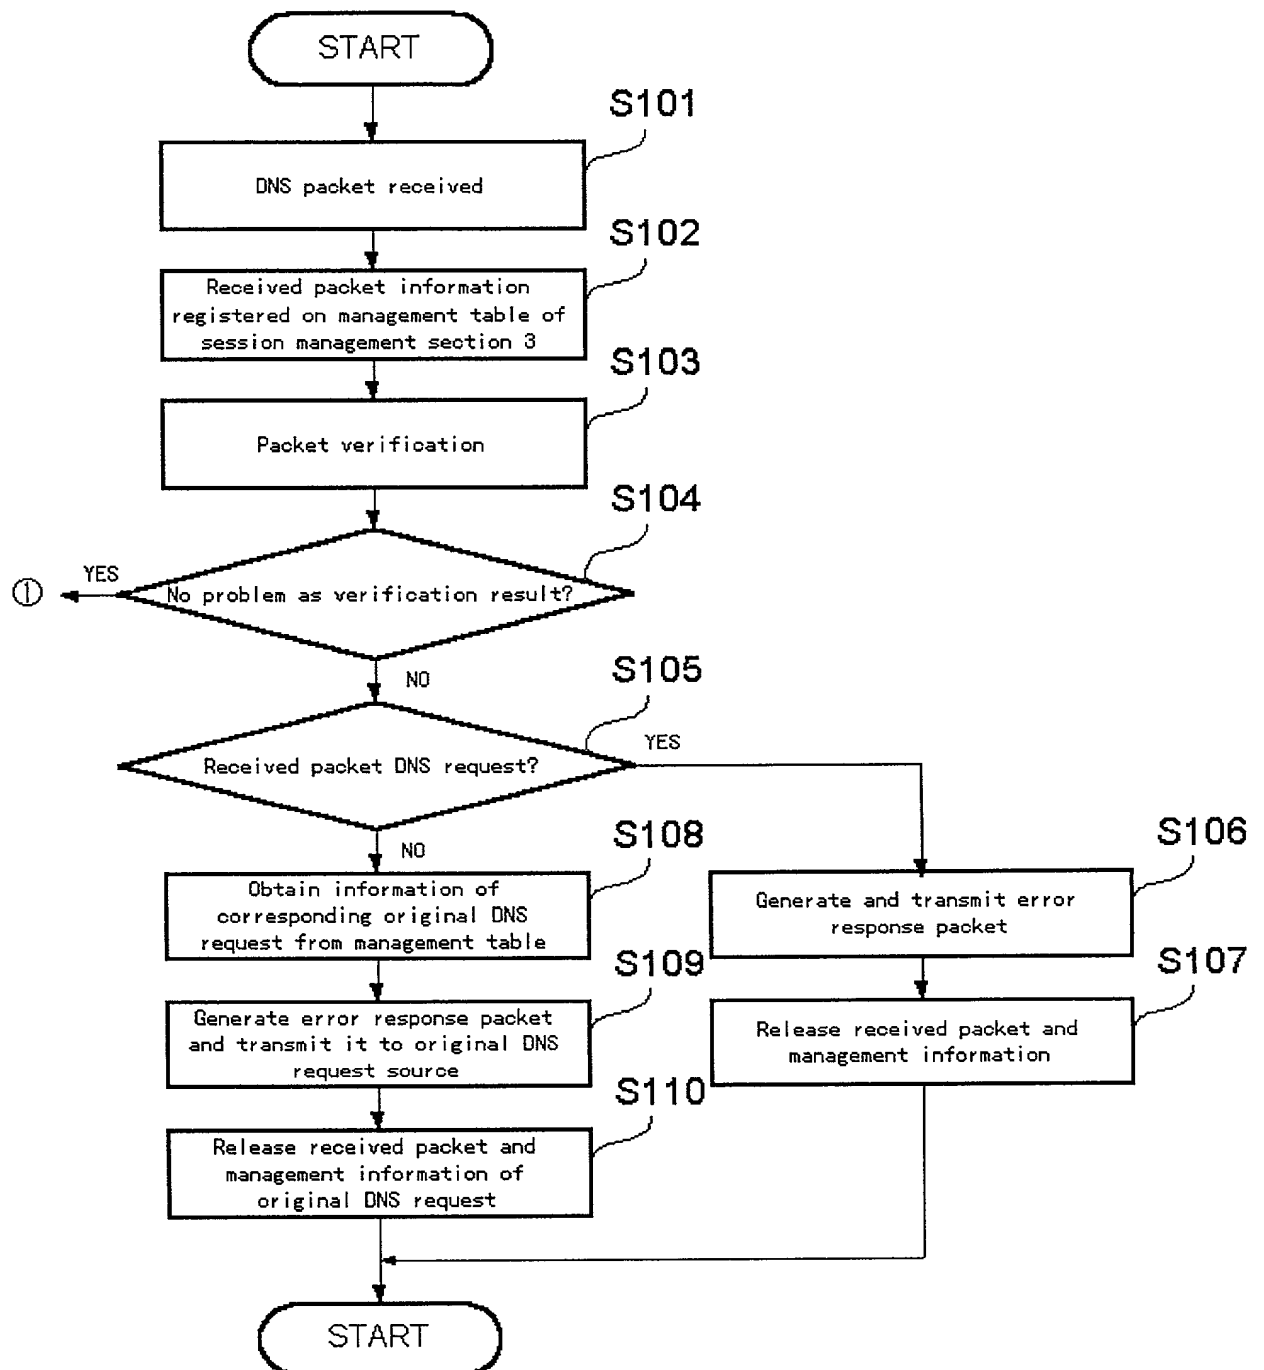 START
S101
DNS packet received
S102
Received packet information
registered on management table of
session management section 3
S103
Packet verification
S104
① YES
No problem as verification result?
NO
S105
YES
Received packet DNS request?
NO
S108
Obtain information of
corresponding original DNS
request from management table
S106
Generate and transmit error
response packet
S109
Generate error response packet
and transmit it to original DNS
request source
S107
Release received packet and
management information
S110
Release received packet and
management information of
original DNS request
START